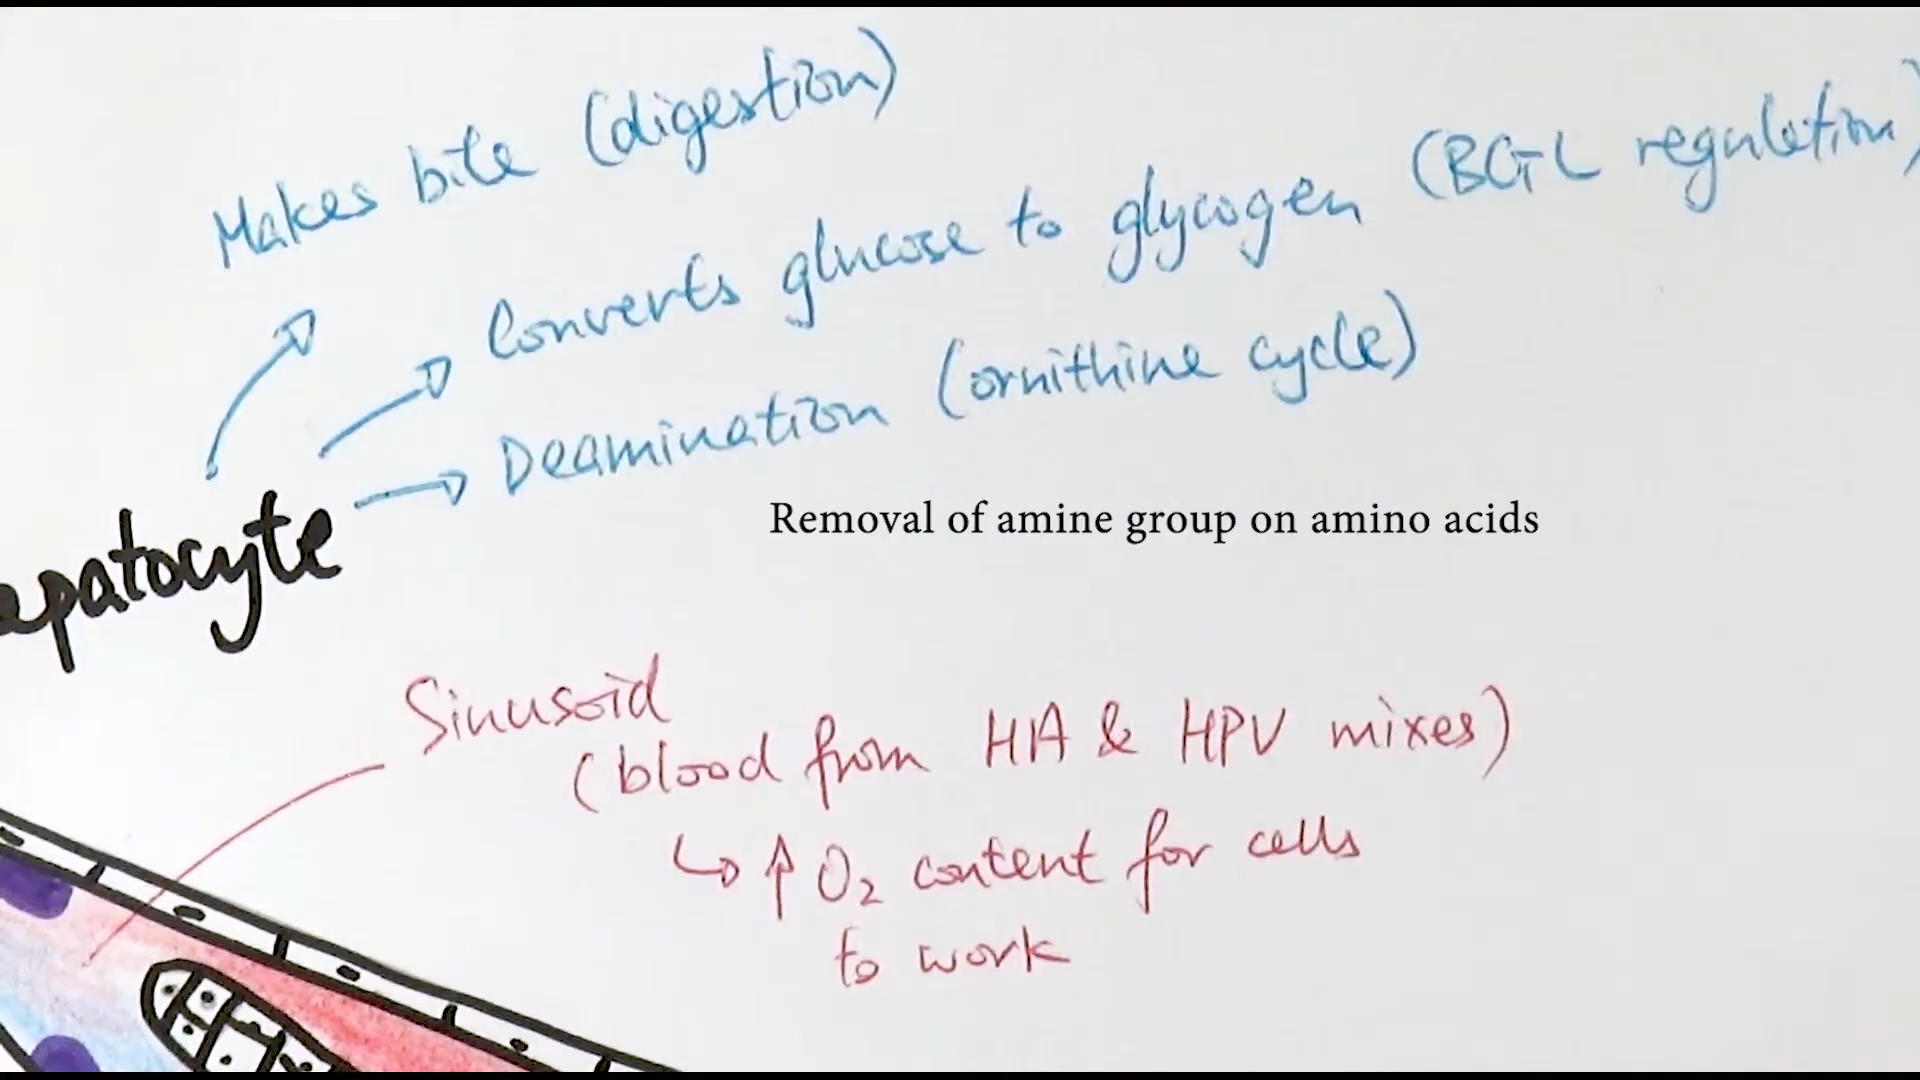 Makes bile (digestion)
Converts glucose to glycogen (BGL regulation)
Deamination (ornithine cycle)
Removal of amine group on amino acids
epatocyte
Sinusoid
(blood from HA & HPV mixes)
↳ ↑ O₂ content for cells
to work